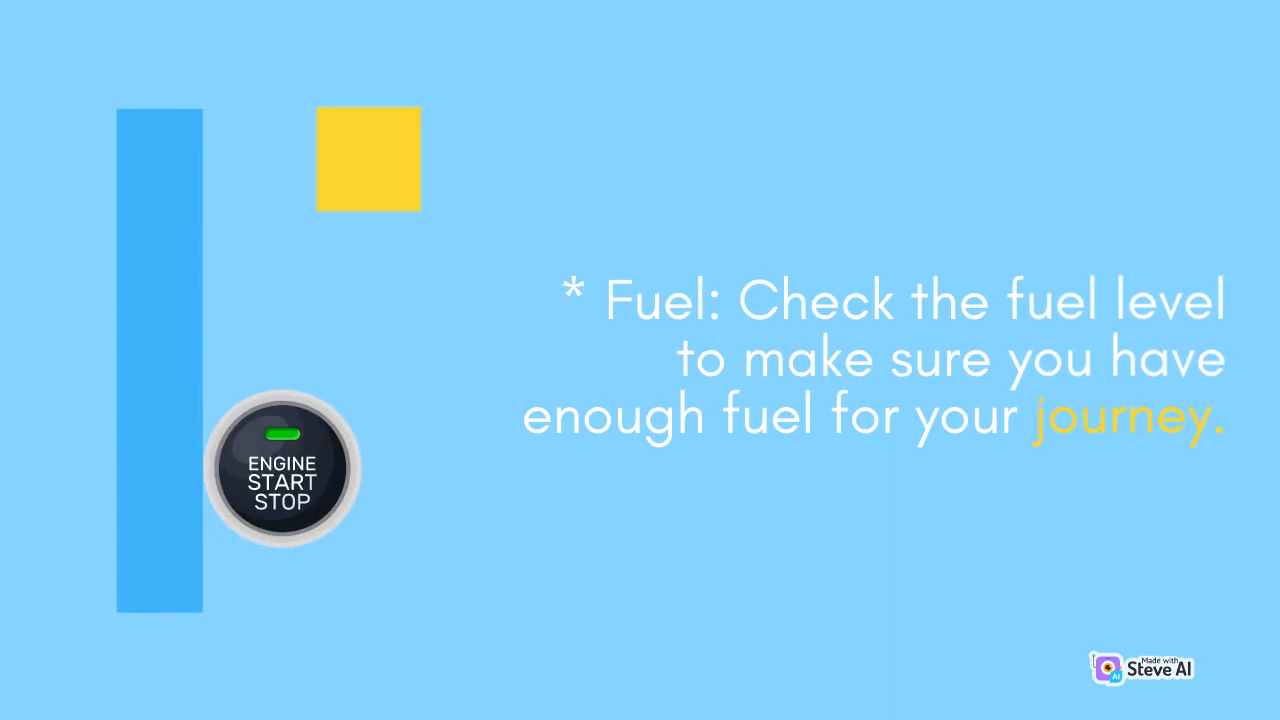 * Fuel: Check the fuel level
to make sure you have
enough fuel for your journey.
ENGINE
START
STOP
Made with
Steve AI
AI